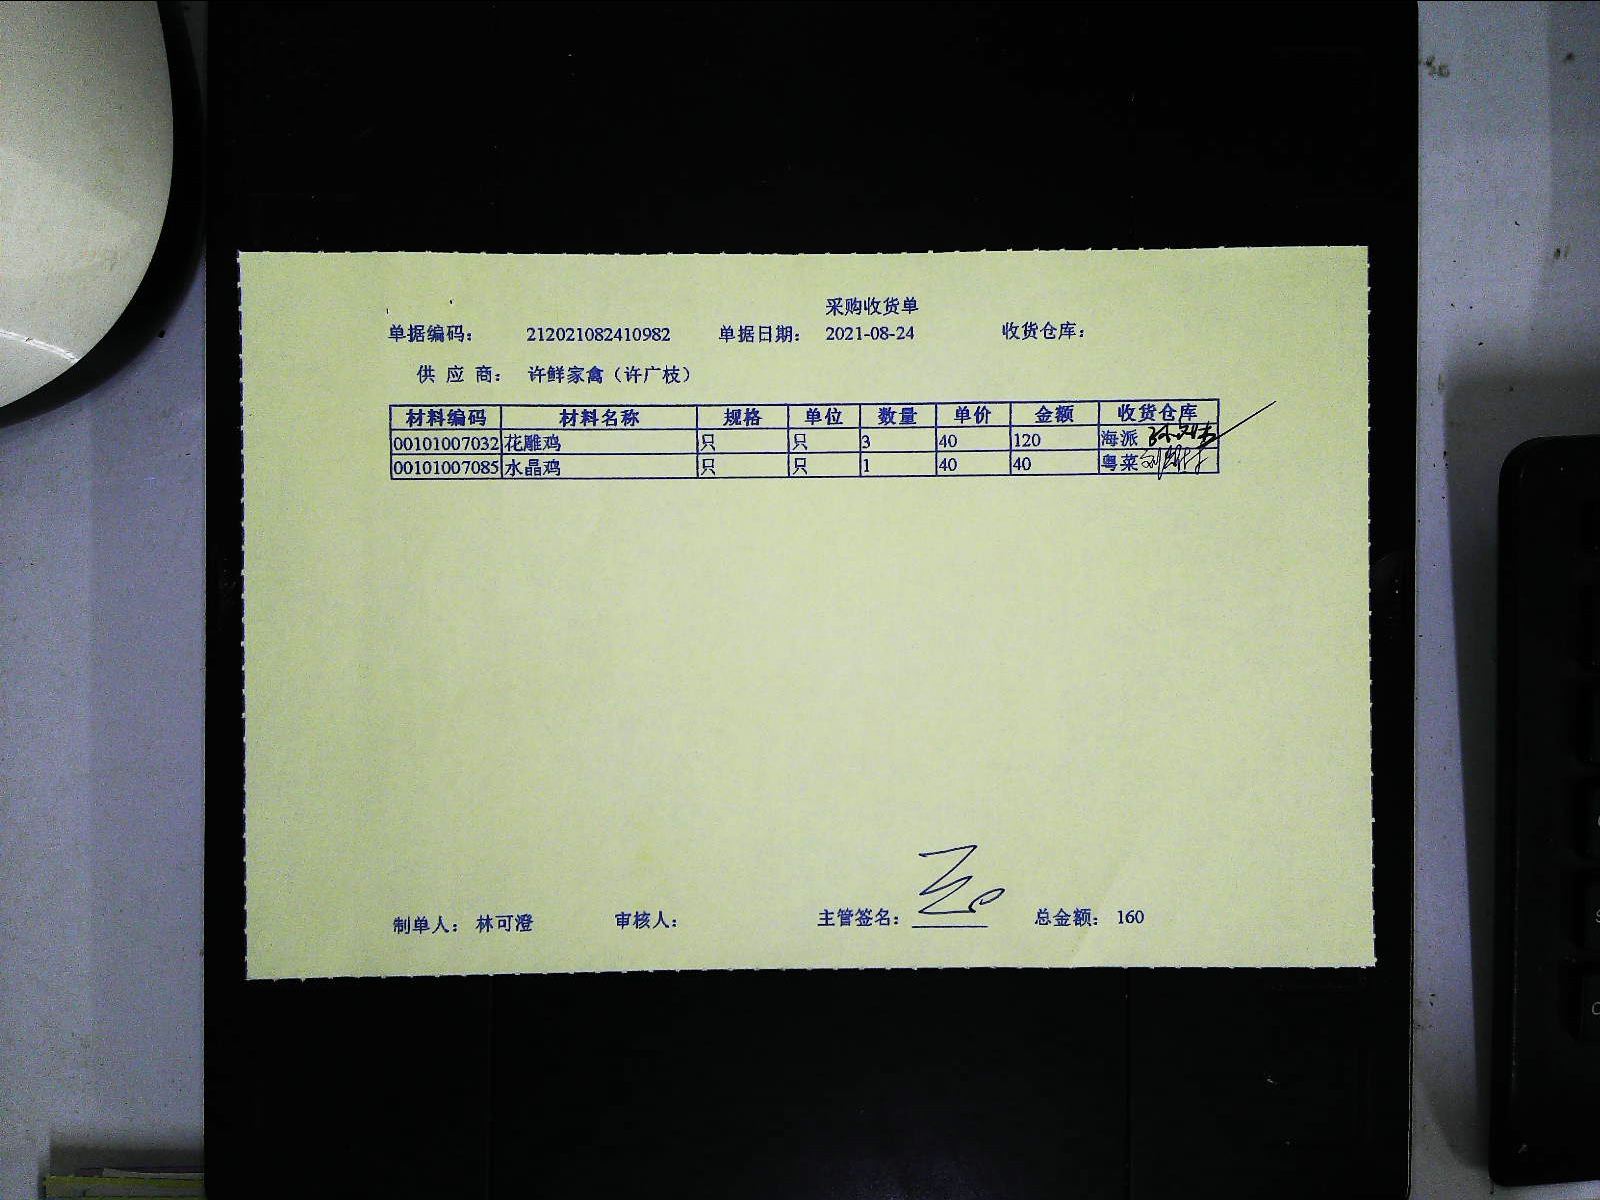 采购收货单
单据编码： 212021082410982 单据日期： 2021-08-24 收货仓库：
供 应 商： 许鲜家禽（许广枝）
材料编码 材料名称 规格 单位 数量 单价 金额 收货仓库
00101007032 花雕鸡 只 只 3 40 120 海派
00101007085 水晶鸡 只 只 1 40 40 粤菜
制单人： 林可澄 审核人： 主管签名： 总金额： 160